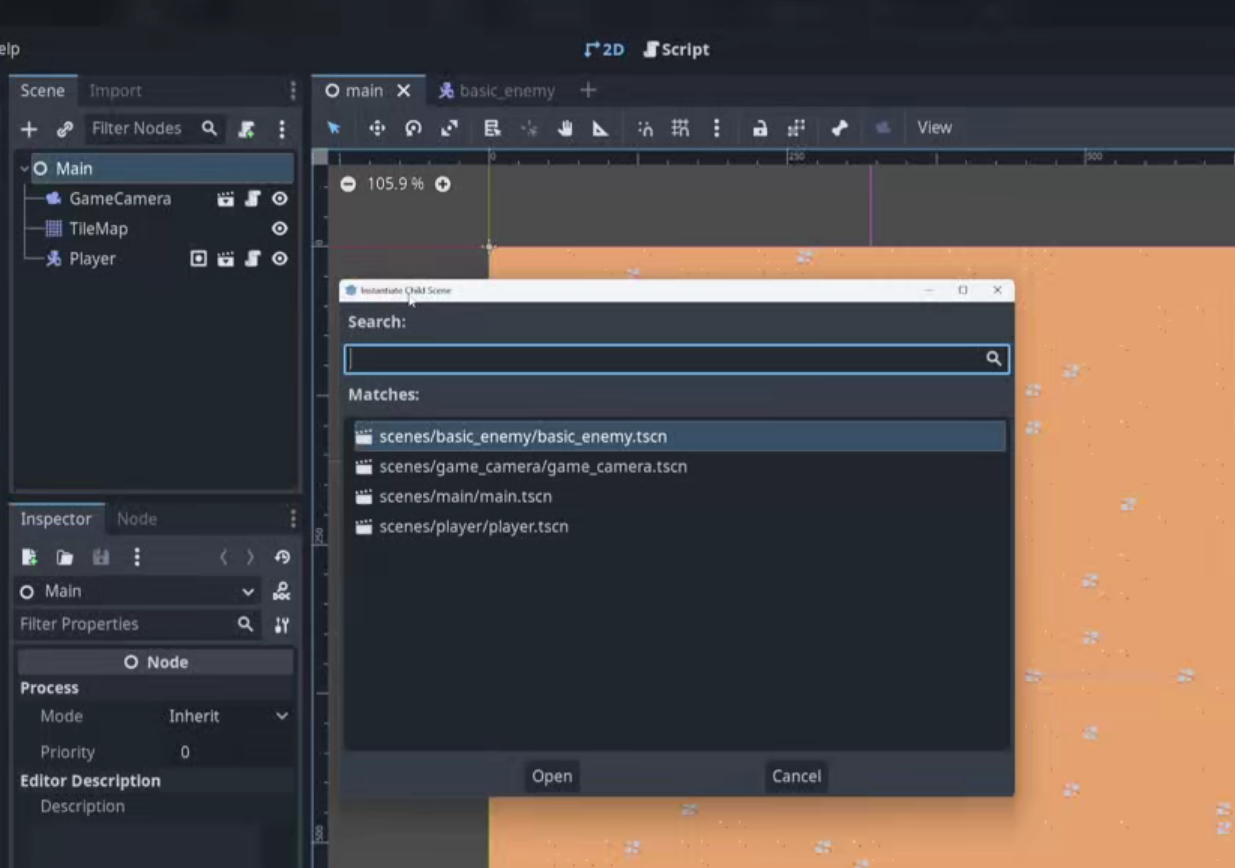 elp
2D Script
Scene Import
main basic_enemy
Filter Nodes
View
Main
GameCamera
TileMap
Player
0 250 500
105.9 %
0
250
500
Instantiate Child Scene
Search:
Matches:
scenes/basic_enemy/basic_enemy.tscn
scenes/game_camera/game_camera.tscn
scenes/main/main.tscn
scenes/player/player.tscn
Open Cancel
Inspector Node
Main
DOC
Filter Properties
Node
Process
Mode Inherit
Priority 0
Editor Description
Description